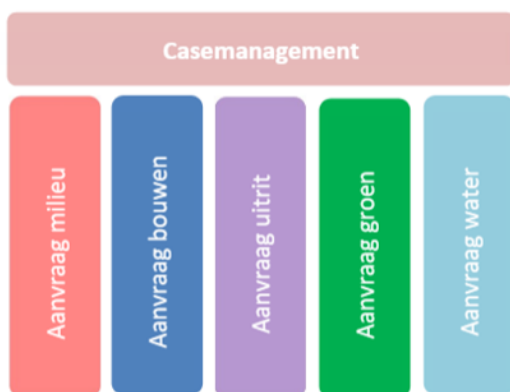 Casemanagement
Aanvraag milieu
Aanvraag bouwen
Aanvraag uitrit
Aanvraag groen
Aanvraag water